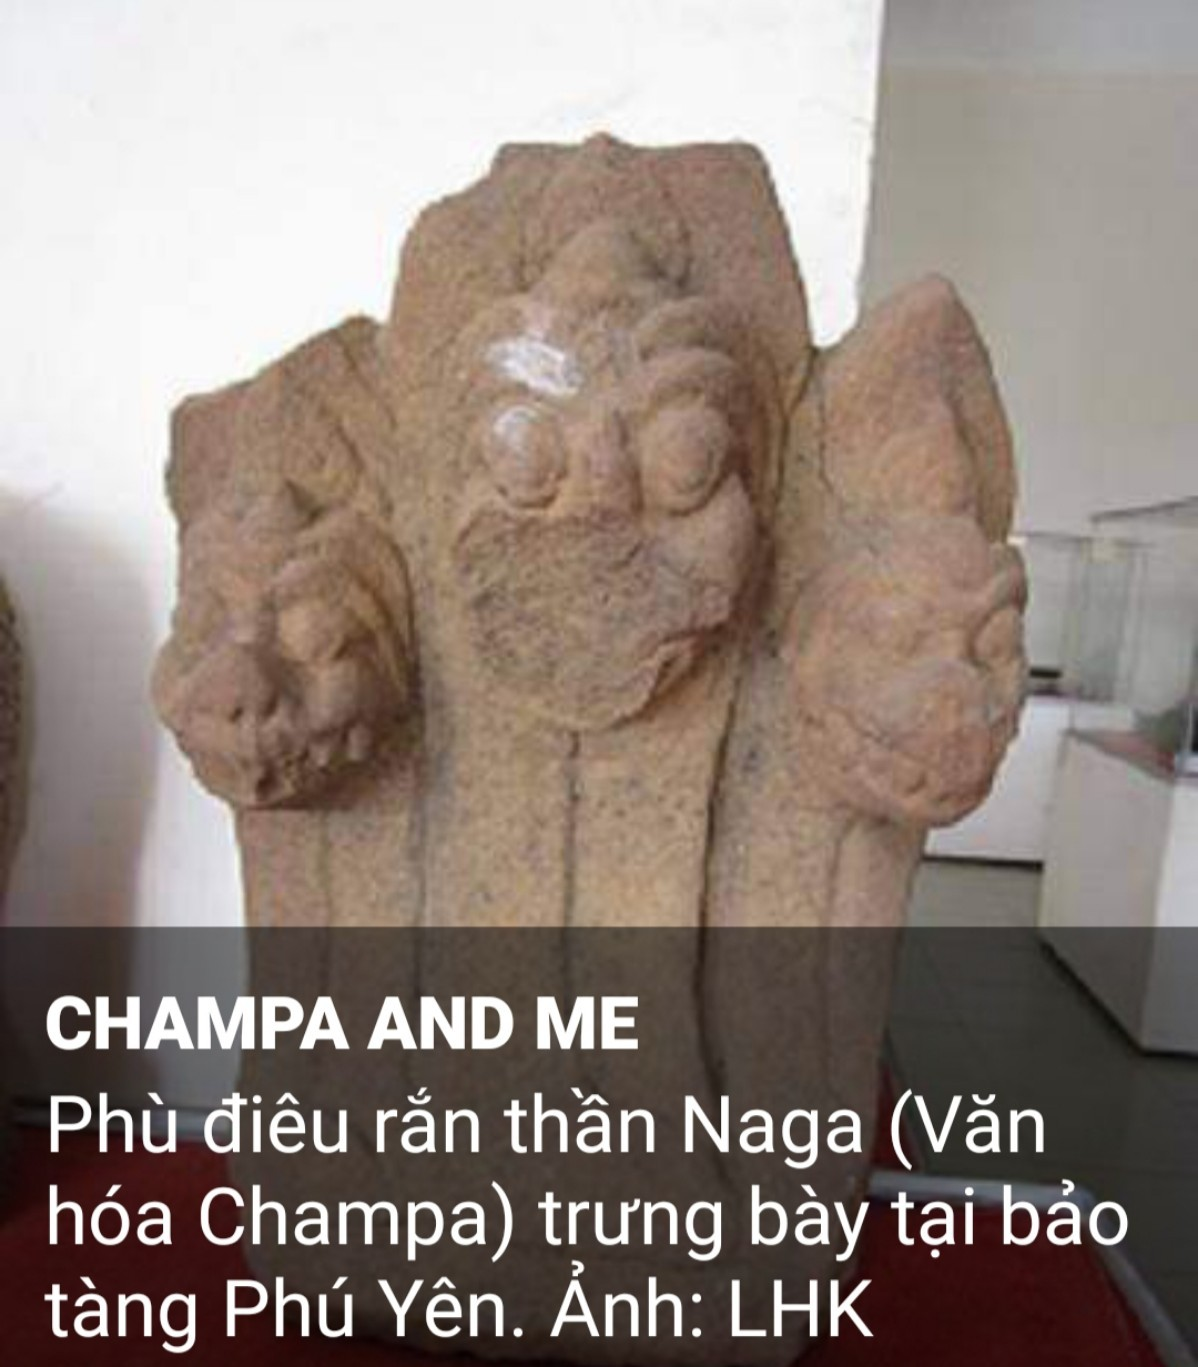 CHAMPA AND ME
Phù điêu rắn thần Naga (Văn
hóa Champa) trưng bày tại bảo
tàng Phú Yên. Ảnh: LHK